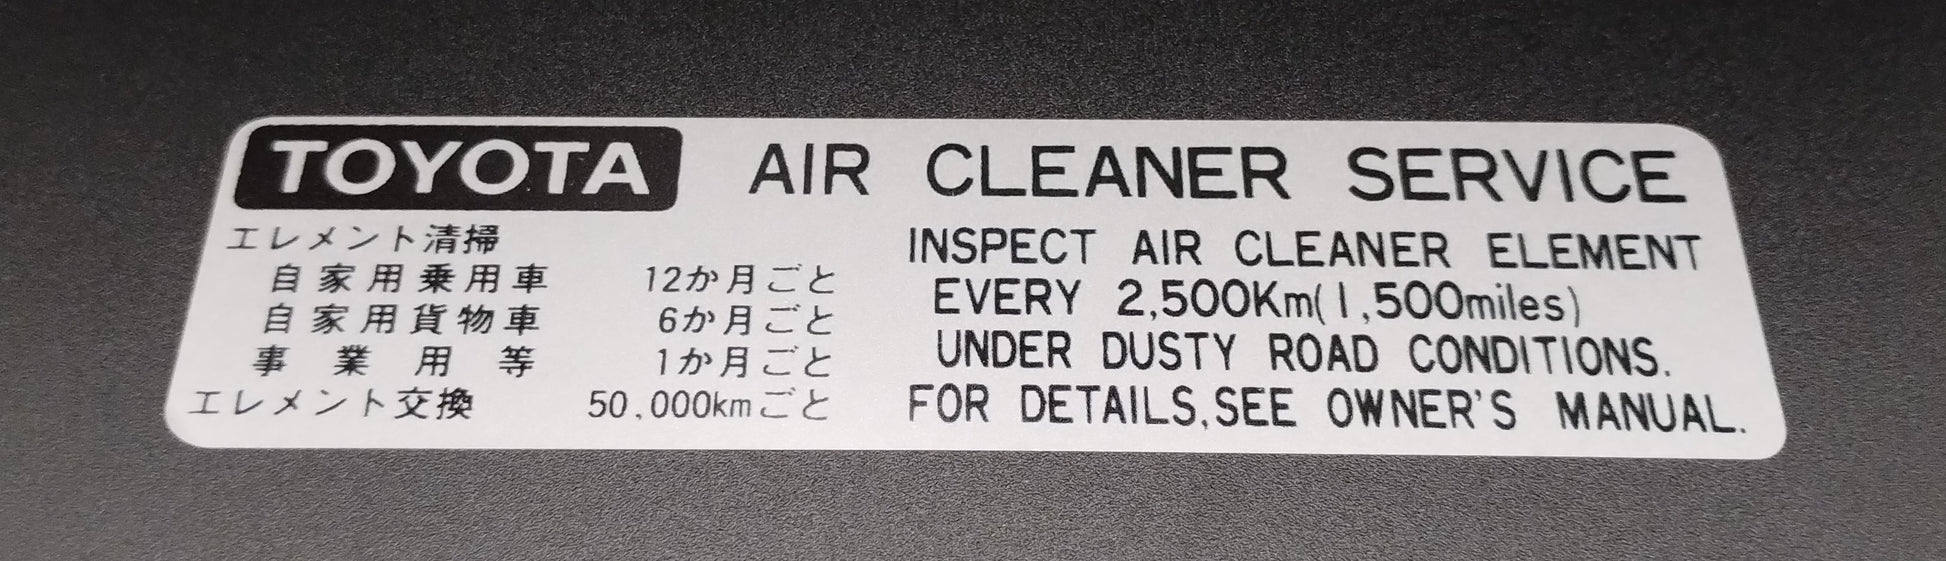 TOYOTA AIR CLEANER SERVICE
エレメント清掃
自家用乗用車 12か月ごと
自家用貨物車 6か月ごと
事業用等 1か月ごと
エレメント交換 50,000kmごと
INSPECT AIR CLEANER ELEMENT
EVERY 2,500Km(1,500miles)
UNDER DUSTY ROAD CONDITIONS.
FOR DETAILS,SEE OWNER'S MANUAL.